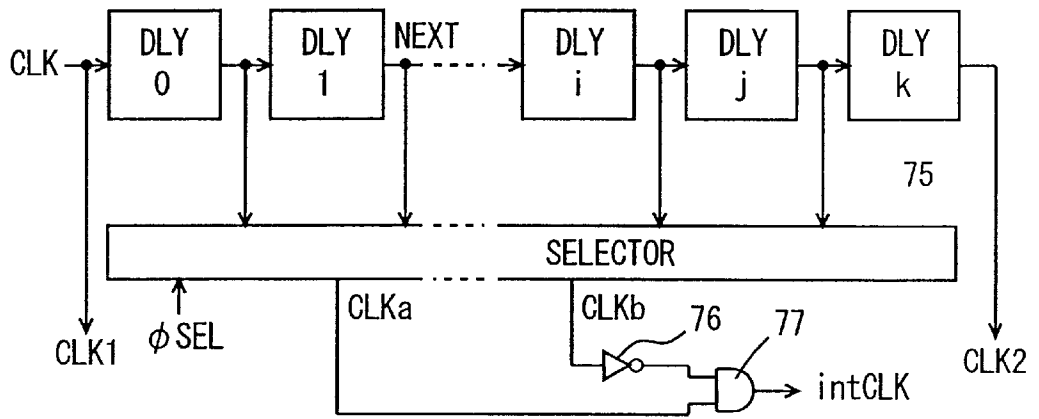 CLK
DLY
0
DLY
1
NEXT
DLY
i
DLY
j
DLY
k
75
SELECTOR
φSEL
CLK1
CLKa
CLKb
76
77
intCLK
CLK2